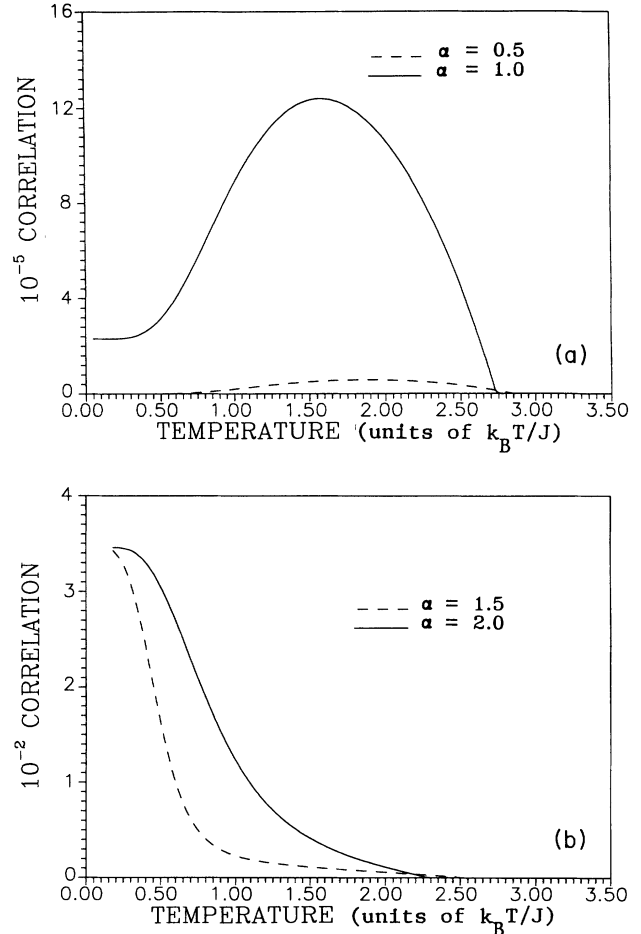 16
α = 0.5
α = 1.0
12
8
10⁻⁵ CORRELATION
4
(a)
0
0.00 0.50 1.00 1.50 2.00 2.50 3.00 3.50
TEMPERATURE (units of k_BT/J)
4
3
α = 1.5
α = 2.0
2
10⁻² CORRELATION
1
(b)
0
0.00 0.50 1.00 1.50 2.00 2.50 3.00 3.50
TEMPERATURE (units of k_BT/J)